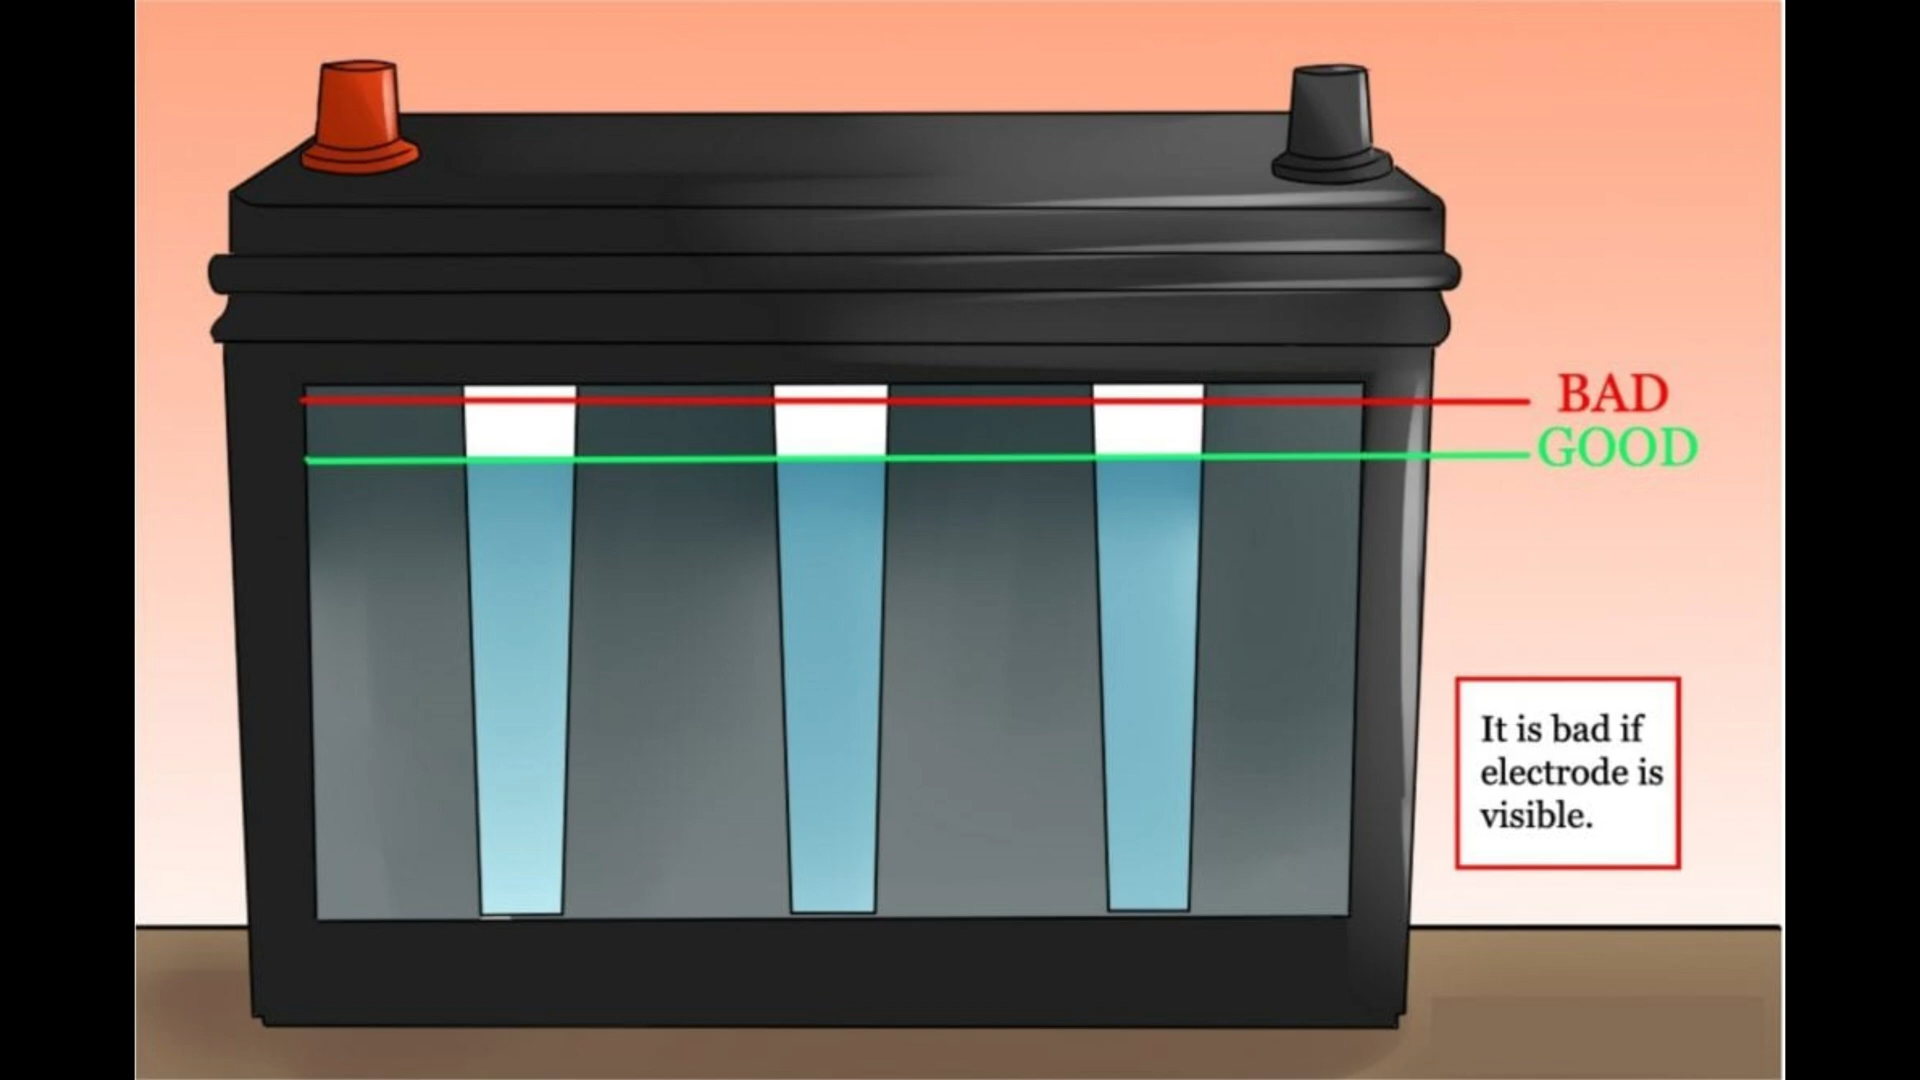 BAD
GOOD
It is bad if
electrode is
visible.